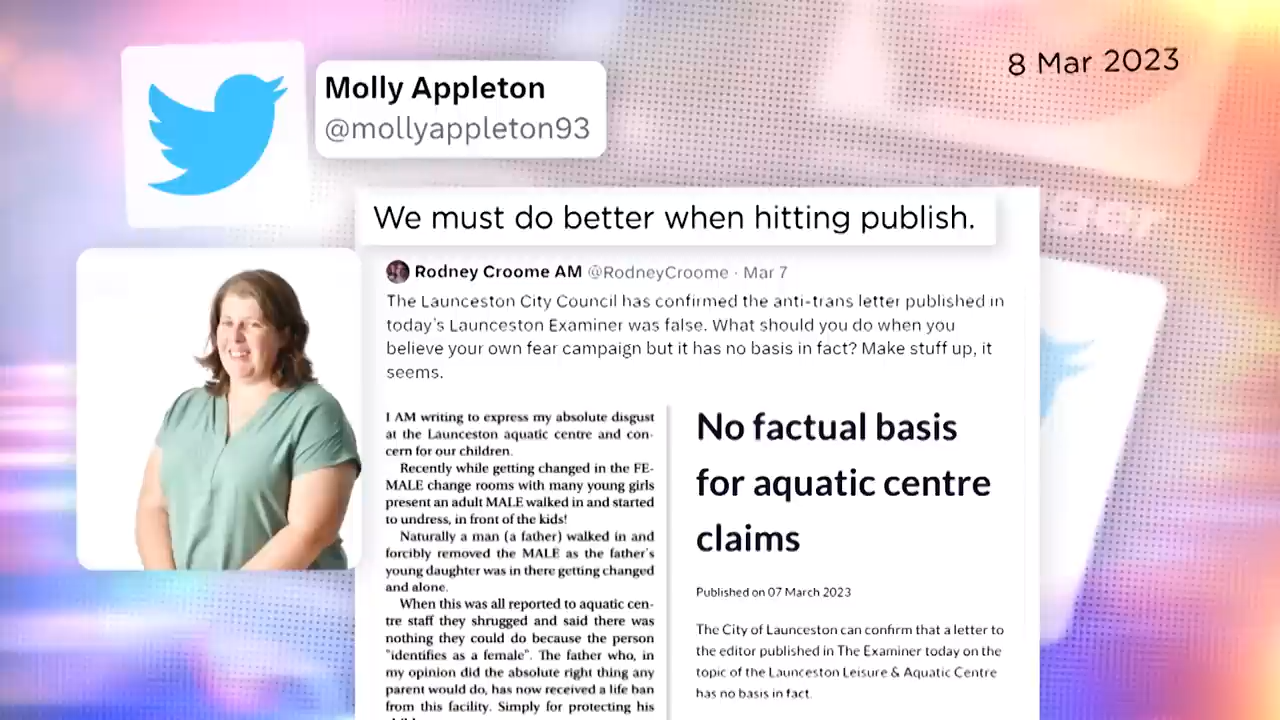 8 Mar 2023
Molly Appleton
@mollyappleton93
We must do better when hitting publish.
Rodney Croome AM @RodneyCroome · Mar 7
The Launceston City Council has confirmed the anti-trans letter published in
today's Launceston Examiner was false. What should you do when you
believe your own fear campaign but it has no basis in fact? Make stuff up, it
seems.
I AM writing to express my absolute disgust
at the Launceston aquatic centre and con-
cern for our children.
Recently while getting changed in the FE-
MALE change rooms with many young girls
present an adult MALE walked in and started
to undress, in front of the kids!
Naturally a man (a father) walked in and
forcibly removed the MALE as the father's
young daughter was in there getting changed
and alone.
When this was all reported to aquatic cen-
tre staff they shrugged and said there was
nothing they could do because the person
"identifies as a female". The father who, in
my opinion did the absolute right thing any
parent would do, has now received a life ban
from this facility. Simply for protecting his
No factual basis
for aquatic centre
claims
Published on 07 March 2023
The City of Launceston can confirm that a letter to
the editor published in The Examiner today on the
topic of the Launceston Leisure & Aquatic Centre
has no basis in fact.